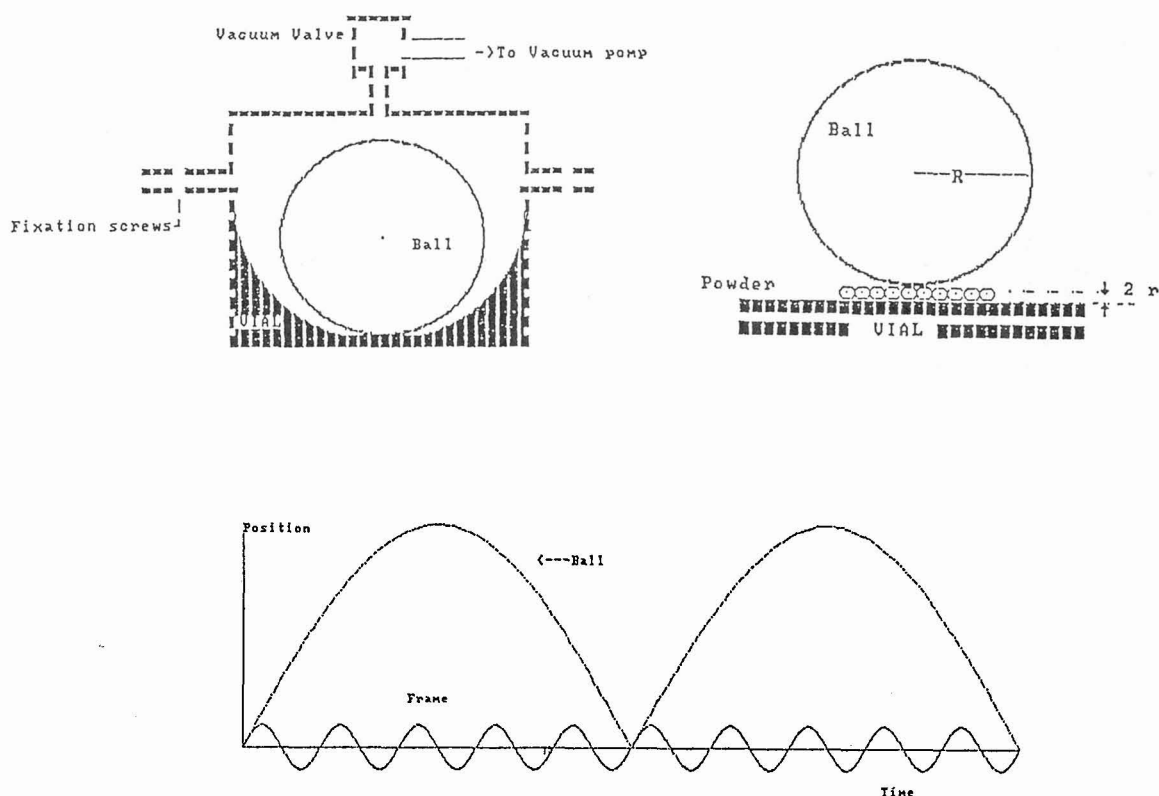 Vacuum Valve
->To Vacuum pomp
Fixation screws
Ball
VIAL
Ball
R
Powder
2 r
VIAL
Position
<---Ball
Frame
Time